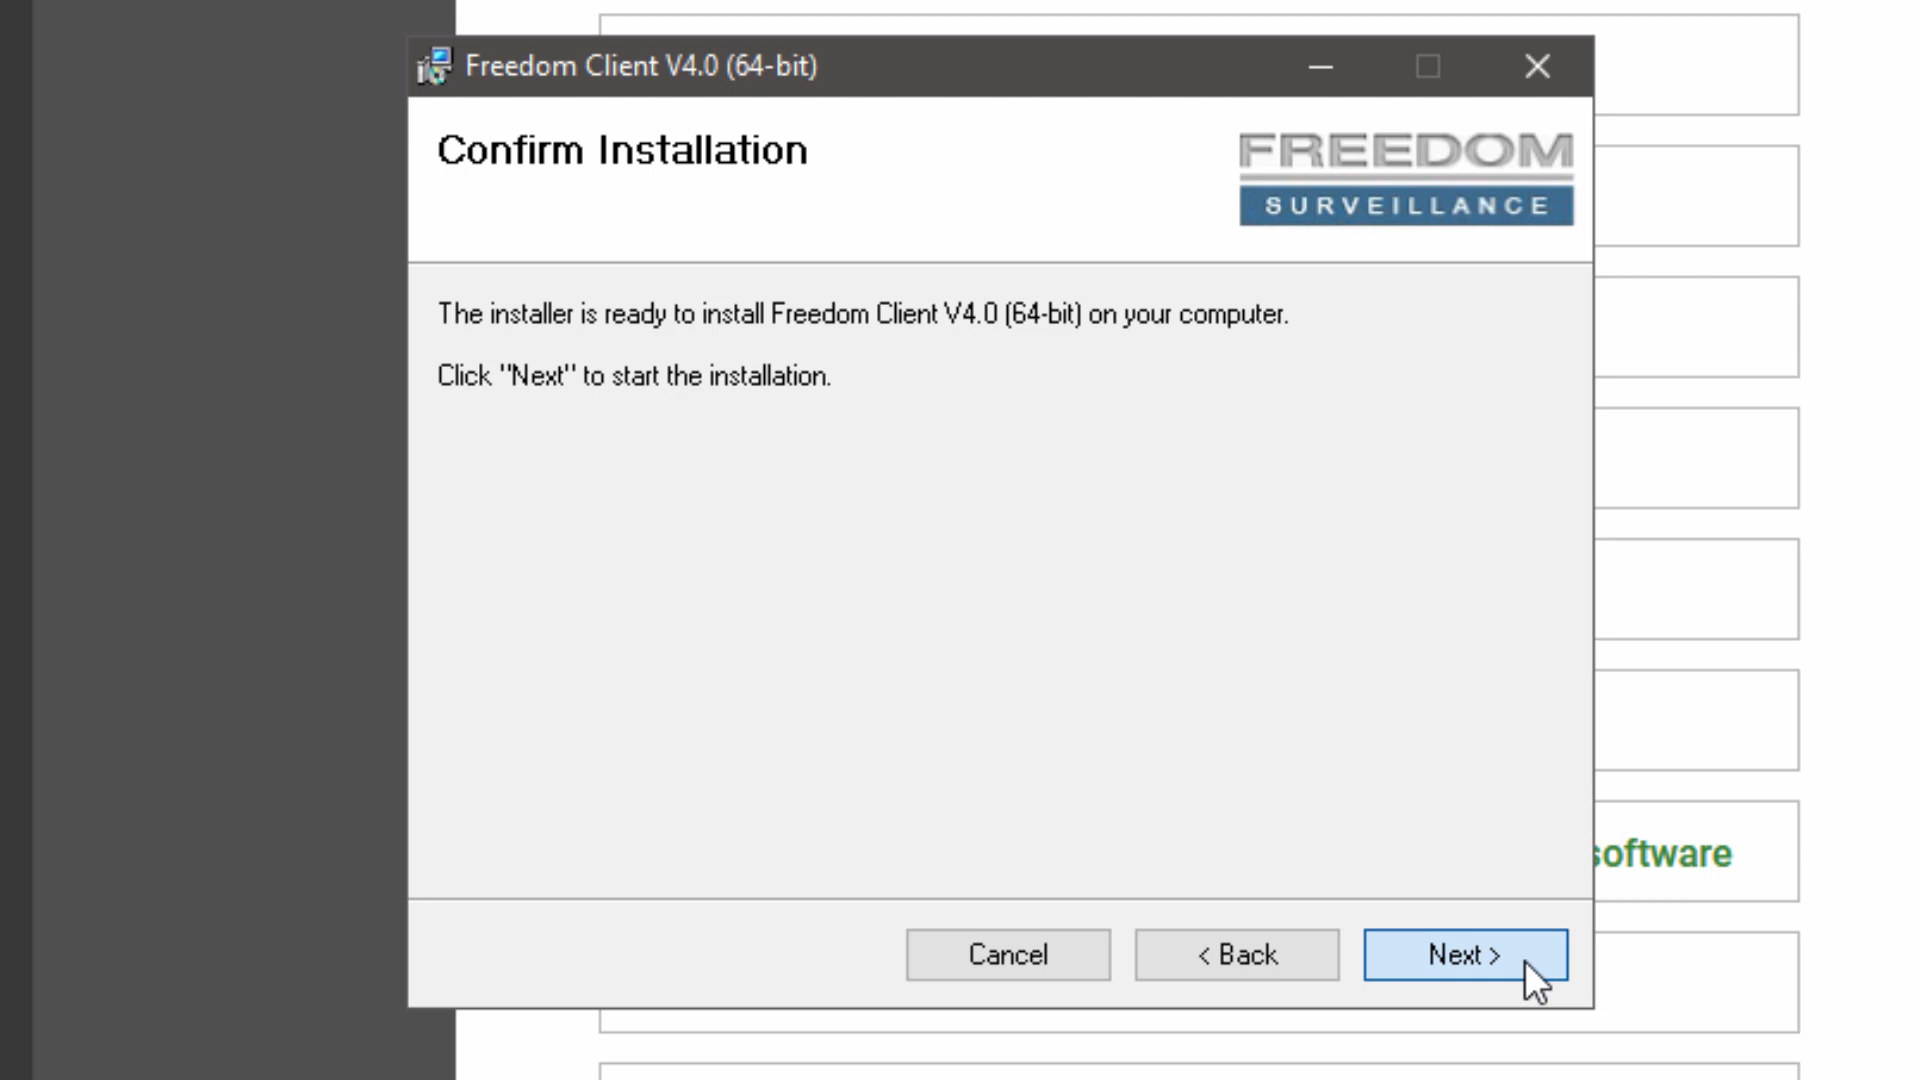 Freedom Client V4.0 (64-bit)
Confirm Installation
FREEDOM
SURVEILLANCE
The installer is ready to install Freedom Client V4.0 (64-bit) on your computer.
Click "Next" to start the installation.
software
Cancel
< Back
Next >